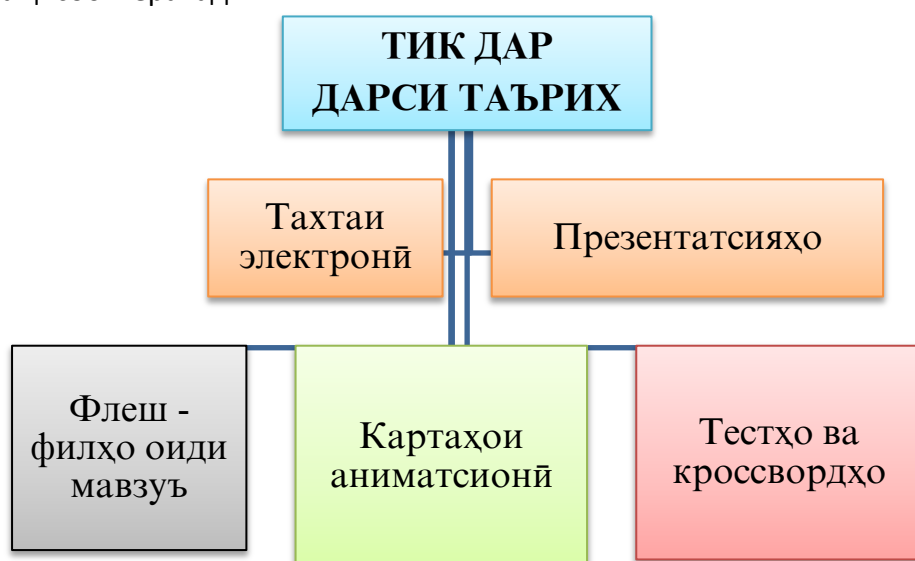 ТИК ДАР
ДАРСИ ТАЪРИХ
Тахтаи
электронӣ
Презентатсияҳо
Флеш -
филҳо оиди
мавзуъ
Картаҳои
аниматсионӣ
Тестҳо ва
кроссвордҳо